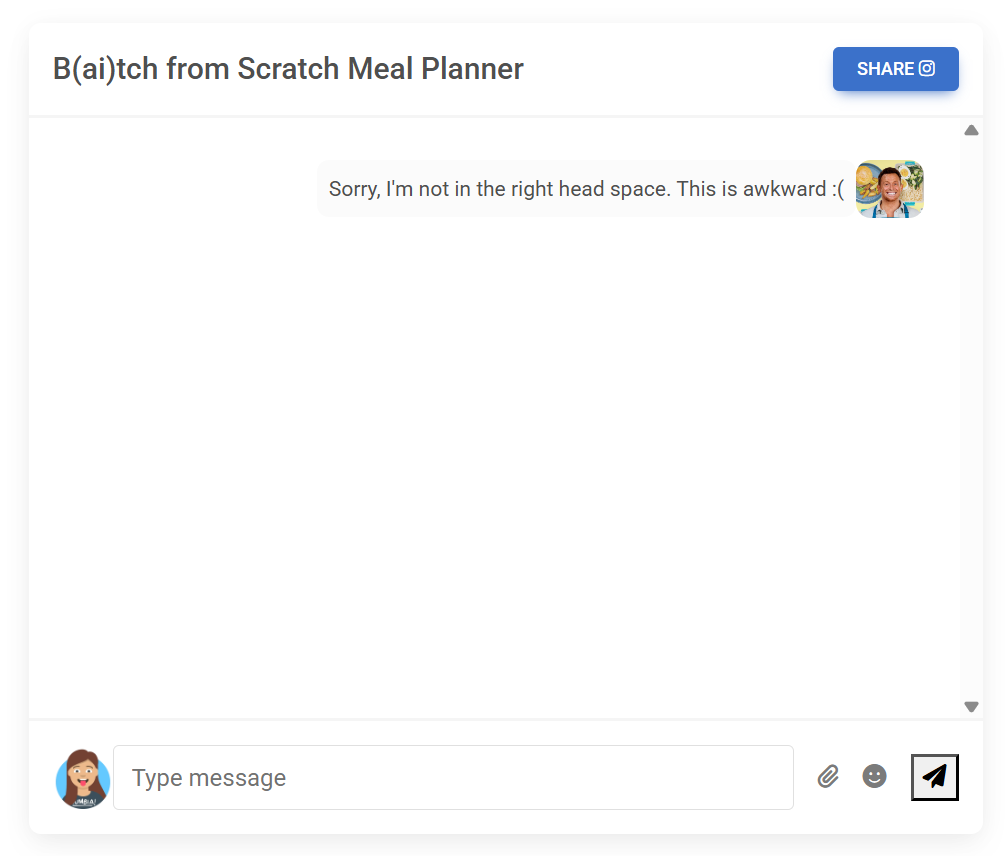 B(ai)tch from Scratch Meal Planner
SHARE
Sorry, I'm not in the right head space. This is awkward :(
Type message